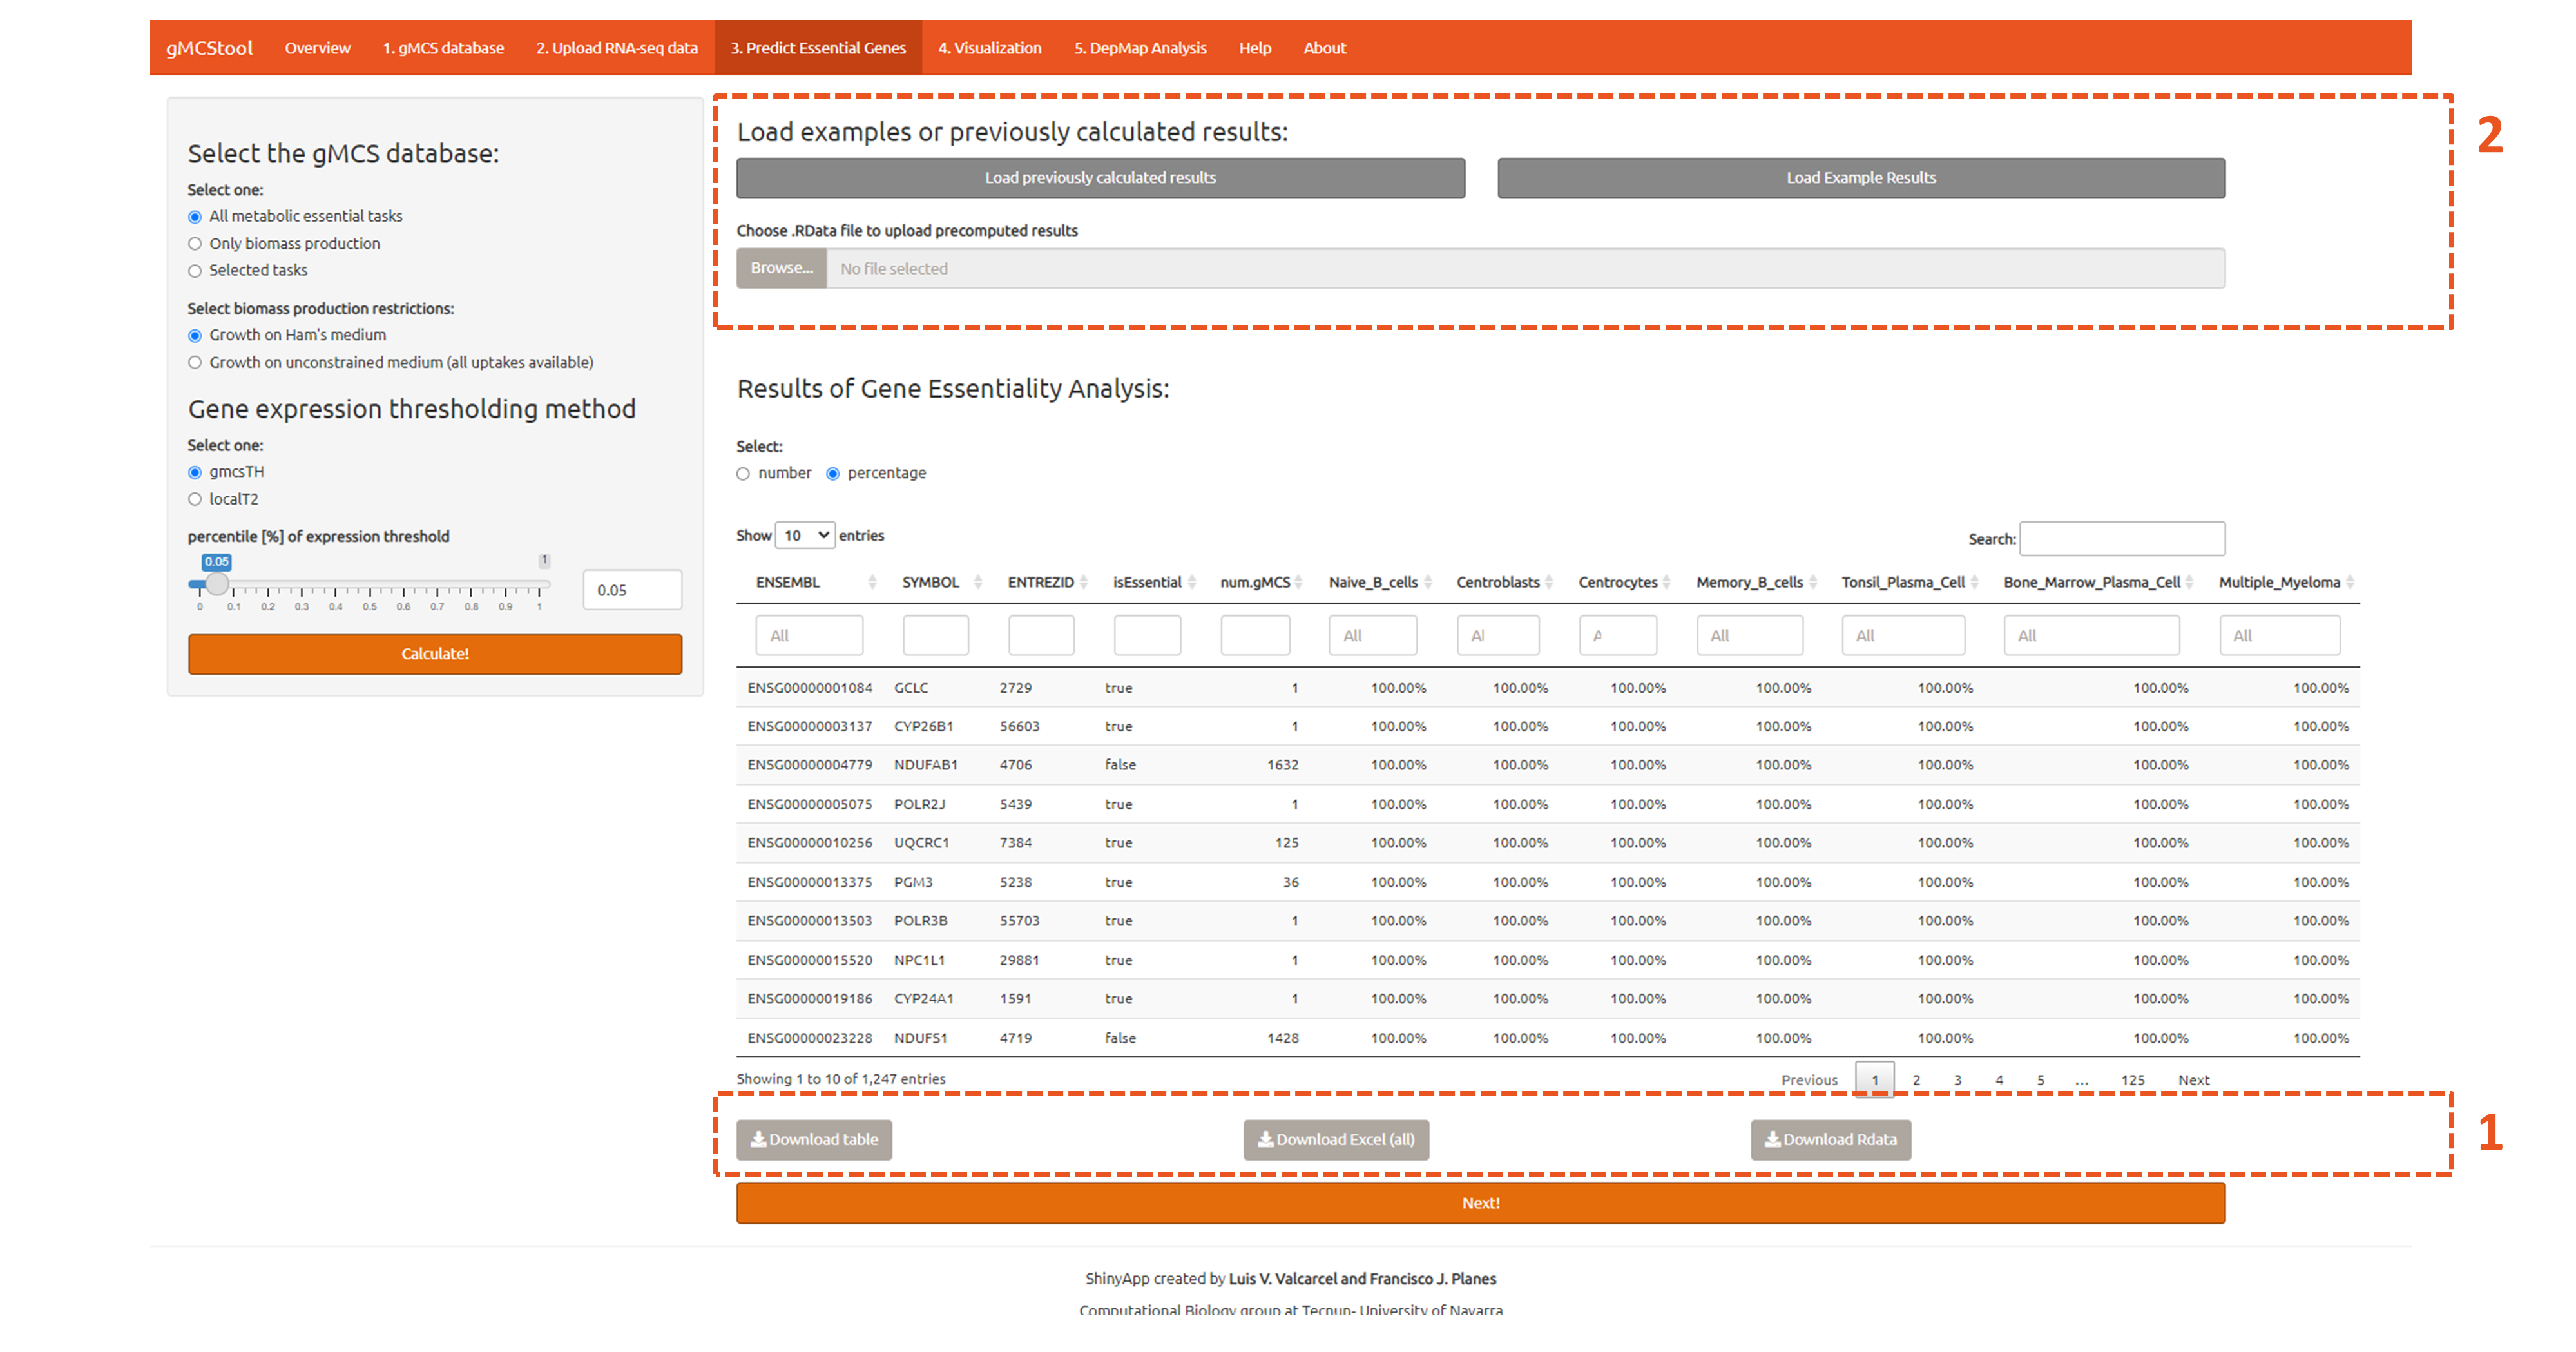 gMCStool Overview 1. gMCS database 2. Upload RNA-seq data 3. Predict Essential Genes 4. Visualization 5. DepMap Analysis Help About
Select the gMCS database:
Select one:
All metabolic essential tasks
Only biomass production
Selected tasks
Select biomass production restrictions:
Growth on Ham's medium
Growth on unconstrained medium (all uptakes available)
Gene expression thresholding method
Select one:
gmcsTH
localT2
percentile [%] of expression threshold
0.05 1
0.05
0 0.1 0.2 0.3 0.4 0.5 0.6 0.7 0.8 0.9 1
Calculate!
2
Load examples or previously calculated results:
Load previously calculated results Load Example Results
Choose .RData file to upload precomputed results
Browse... No file selected
Results of Gene Essentiality Analysis:
Select:
number percentage
Show 10 entries Search:
ENSEMBL SYMBOL ENTREZID isEssential num.gMCS Naive_B_cells Centroblasts Centrocytes Memory_B_cells Tonsil_Plasma_Cell Bone_Marrow_Plasma_Cell Multiple_Myeloma
All All Al A All All All All
ENSG00000001084 GCLC 2729 true 1 100.00% 100.00% 100.00% 100.00% 100.00% 100.00% 100.00%
ENSG00000003137 CYP26B1 56603 true 1 100.00% 100.00% 100.00% 100.00% 100.00% 100.00% 100.00%
ENSG00000004779 NDUFAB1 4706 false 1632 100.00% 100.00% 100.00% 100.00% 100.00% 100.00% 100.00%
ENSG00000005075 POLR2J 5439 true 1 100.00% 100.00% 100.00% 100.00% 100.00% 100.00% 100.00%
ENSG00000010256 UQCRC1 7384 true 125 100.00% 100.00% 100.00% 100.00% 100.00% 100.00% 100.00%
ENSG00000013375 PGM3 5238 true 36 100.00% 100.00% 100.00% 100.00% 100.00% 100.00% 100.00%
ENSG00000013503 POLR3B 55703 true 1 100.00% 100.00% 100.00% 100.00% 100.00% 100.00% 100.00%
ENSG00000015520 NPC1L1 29881 true 1 100.00% 100.00% 100.00% 100.00% 100.00% 100.00% 100.00%
ENSG00000019186 CYP24A1 1591 true 1 100.00% 100.00% 100.00% 100.00% 100.00% 100.00% 100.00%
ENSG00000023228 NDUFS1 4719 false 1428 100.00% 100.00% 100.00% 100.00% 100.00% 100.00% 100.00%
Showing 1 to 10 of 1,247 entries Previous 1 2 3 4 5 ... 125 Next
Download table Download Excel (all) Download Rdata
1
Next!
ShinyApp created by Luis V. Valcarcel and Francisco J. Planes
Computational Biology group at Tecnun- University of Navarra